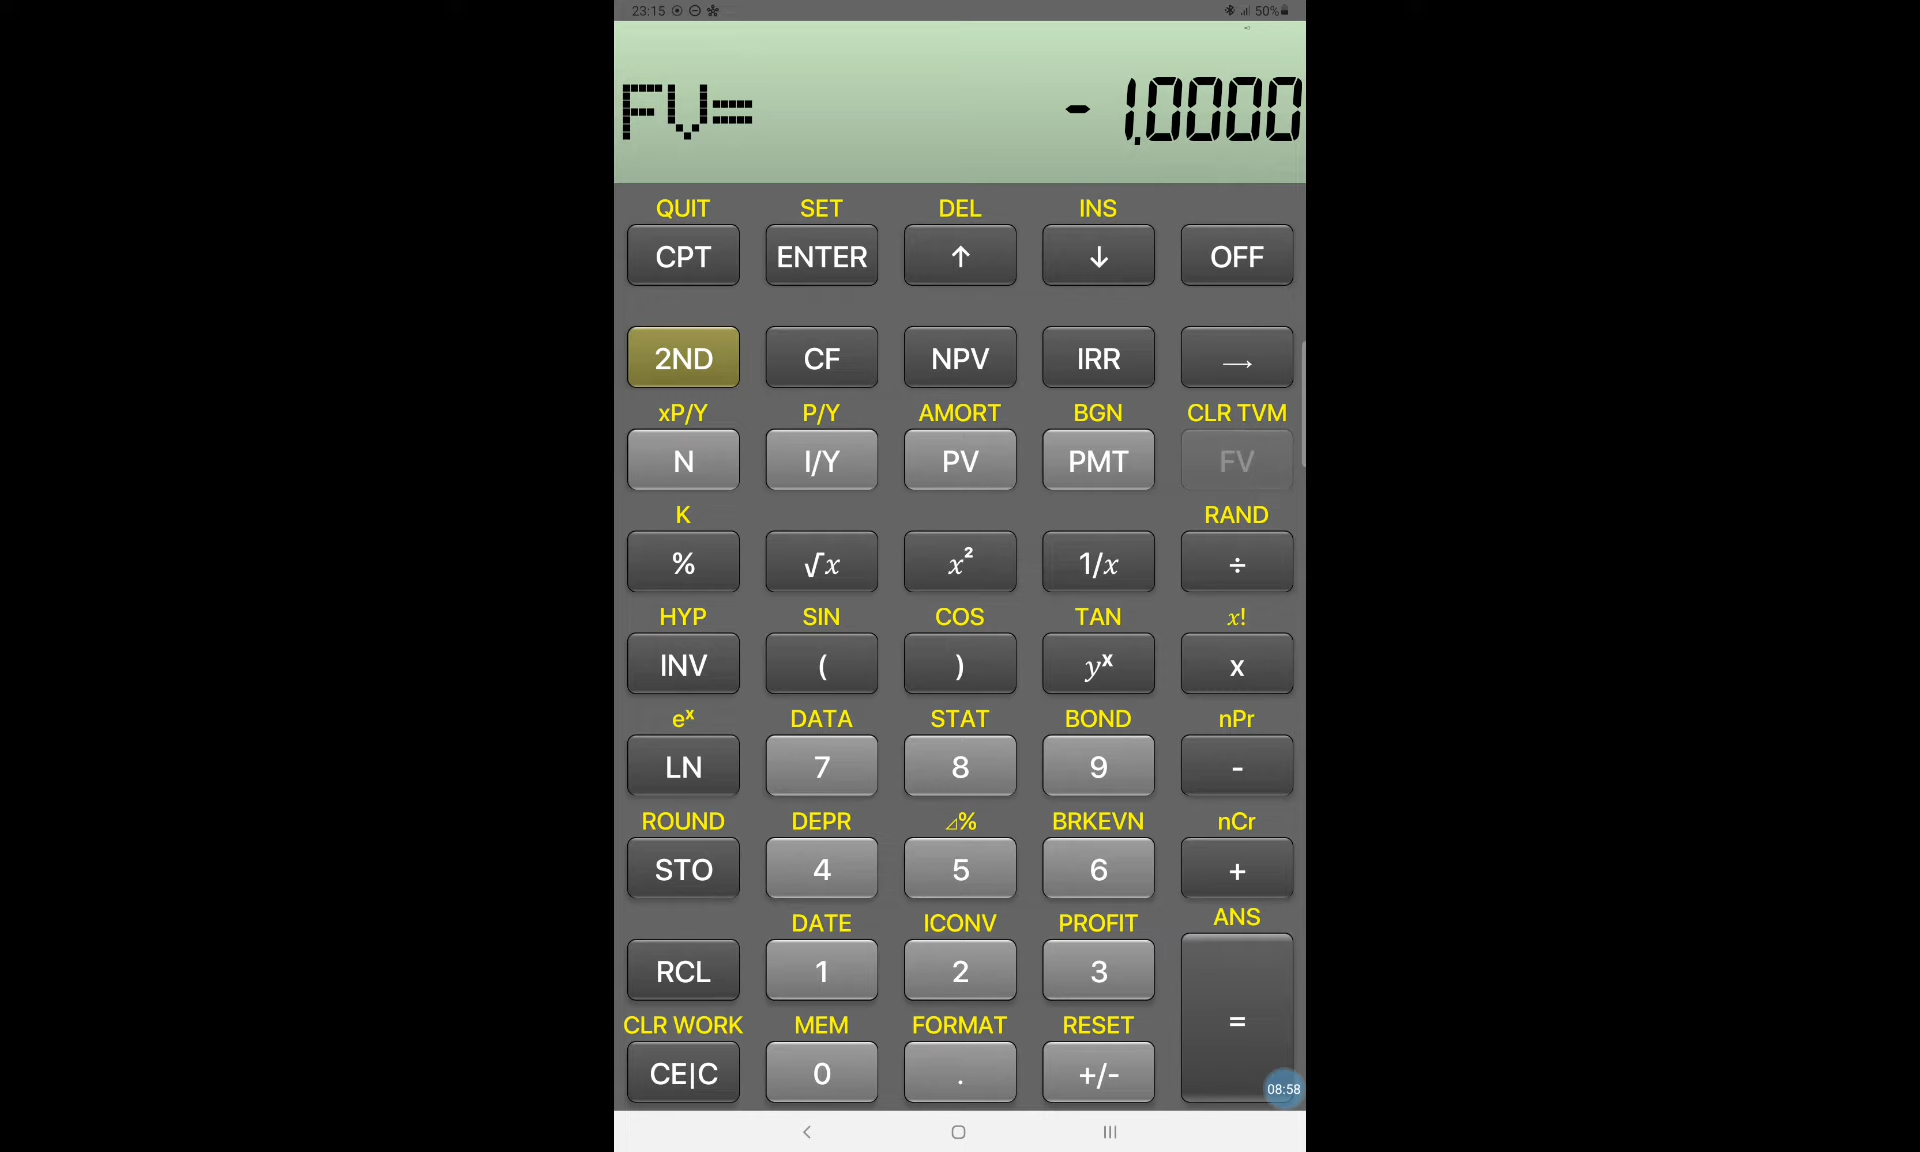 23:15 50%
FV= -1.0000
QUIT SET DEL INS
CPT ENTER ↑ ↓ OFF
2ND CF NPV IRR →
xP/Y P/Y AMORT BGN CLR TVM
N I/Y PV PMT FV
K RAND
% √x x² 1/x ÷
HYP SIN COS TAN x!
INV ( ) yˣ x
eˣ DATA STAT BOND nPr
LN 7 8 9 -
ROUND DEPR ⊿% BRKEVN nCr
STO 4 5 6 +
DATE ICONV PROFIT ANS
RCL 1 2 3 =
CLR WORK MEM FORMAT RESET
CE|C 0 . +/-
08:58